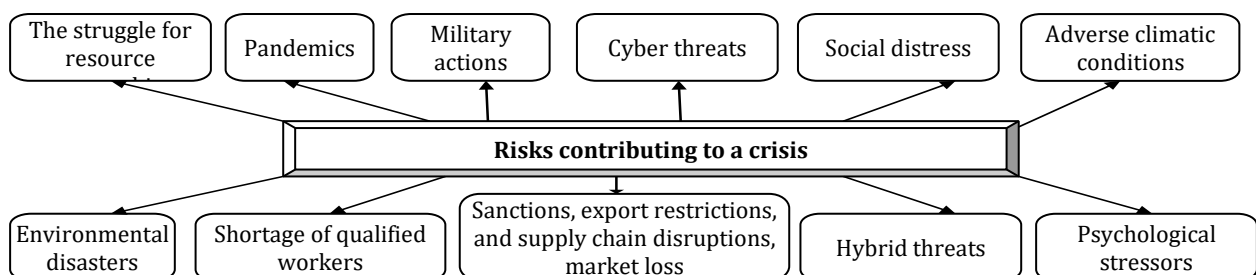 The struggle for
resource
Pandemics
Military
actions
Cyber threats
Social distress
Adverse climatic
conditions
Risks contributing to a crisis
Environmental
disasters
Shortage of qualified
workers
Sanctions, export restrictions,
and supply chain disruptions,
market loss
Hybrid threats
Psychological
stressors